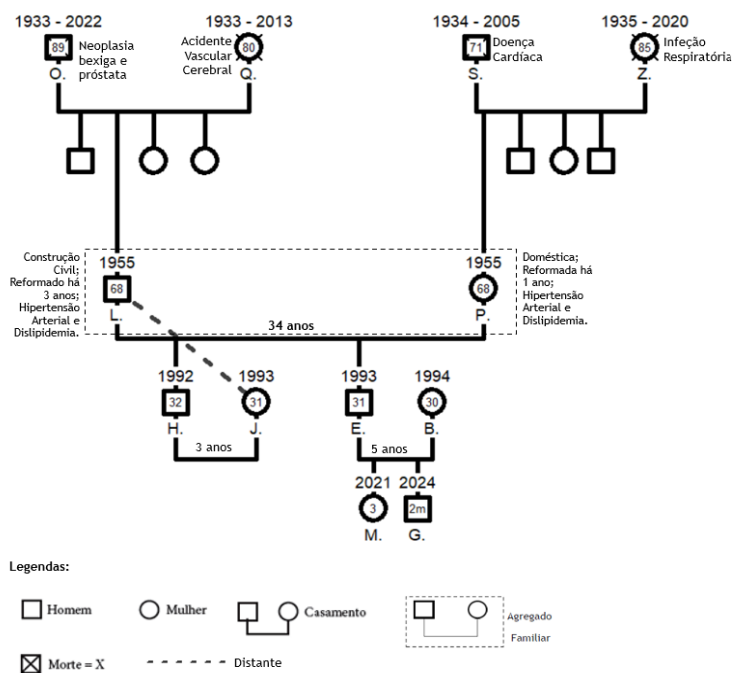 1933 - 2022
1933 - 2013
1934 - 2005
1935 - 2020
89
Neoplasia
bexiga e
próstata
O.
Acidente
Vascular
Cerebral
80
Q.
71
Doença
Cardíaca
S.
85
Infeção
Respiratória
Z.
Construção
Civil;
Reformado há
3 anos;
Hipertensão
Arterial e
Dislipidemia.
1955
68
L.
1955
68
P.
Doméstica;
Reformada há
1 ano;
Hipertensão
Arterial e
Dislipidemia.
34 anos
1992
1993
1993
1994
32
31
31
30
H.
J.
E.
B.
3 anos
5 anos
2021
2024
3
2m
M.
G.
Legendas:
Homem
Mulher
Casamento
Agregado
Familiar
Morte = X
Distante